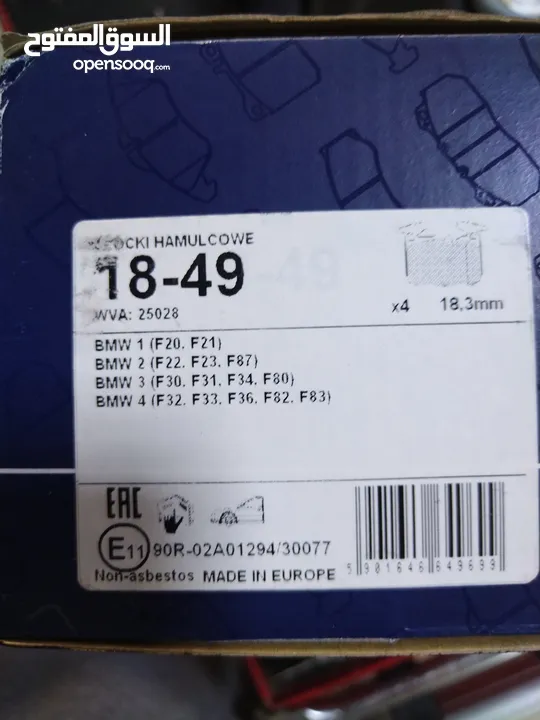 السوق المفتوح
opensooq.com
HAMULCOWE
18-49
WVA: 25028
x4 18,3mm
BMW 1 (F20, F21)
BMW 2 (F22, F23, F87)
BMW 3 (F30, F31, F34, F80)
BMW 4 (F32, F33, F36, F82, F83)
EAC
E11 90R-02A01294/30077
Non-asbestos MADE IN EUROPE
5901646649699